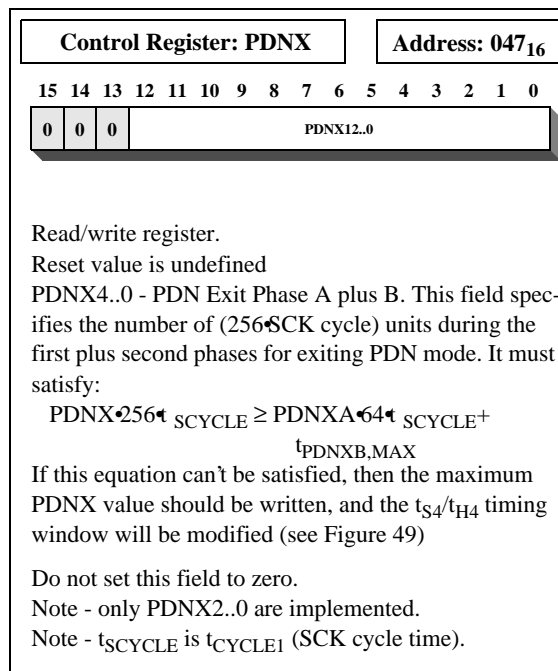 Control Register: PDNX
Address: 047₁₆
15 14 13 12 11 10 9 8 7 6 5 4 3 2 1 0
0 0 0 PDNX12..0
Read/write register.
Reset value is undefined
PDNX4..0 - PDN Exit Phase A plus B. This field spec-
ifies the number of (256•SCK cycle) units during the
first plus second phases for exiting PDN mode. It must
satisfy:
PDNX•256•t SCYCLE ≥ PDNXA•64•t SCYCLE+
tPDNXB,MAX
If this equation can't be satisfied, then the maximum
PDNX value should be written, and the tS4/tH4 timing
window will be modified (see Figure 49)
Do not set this field to zero.
Note - only PDNX2..0 are implemented.
Note - tSCYCLE is tCYCLE1 (SCK cycle time).